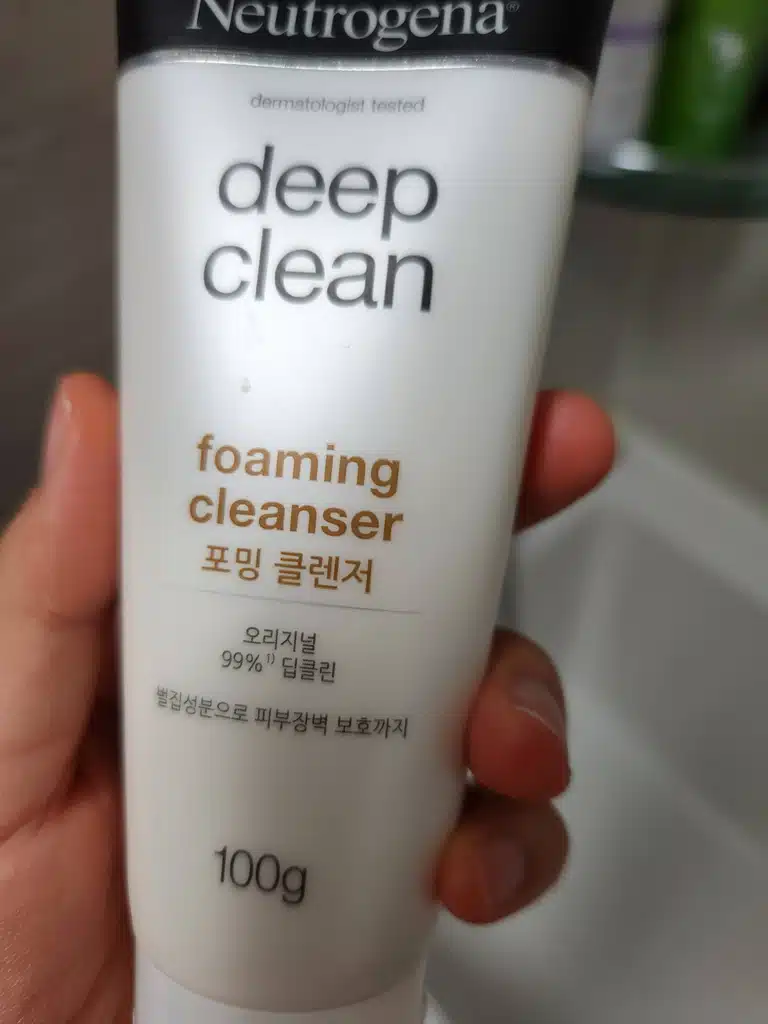 Neutrogena®
dermatologist tested
deep
clean
foaming
cleanser
포밍 클렌저
오리지널
99%¹⁾ 딥클린
벌집성분으로 피부장벽 보호까지
100g